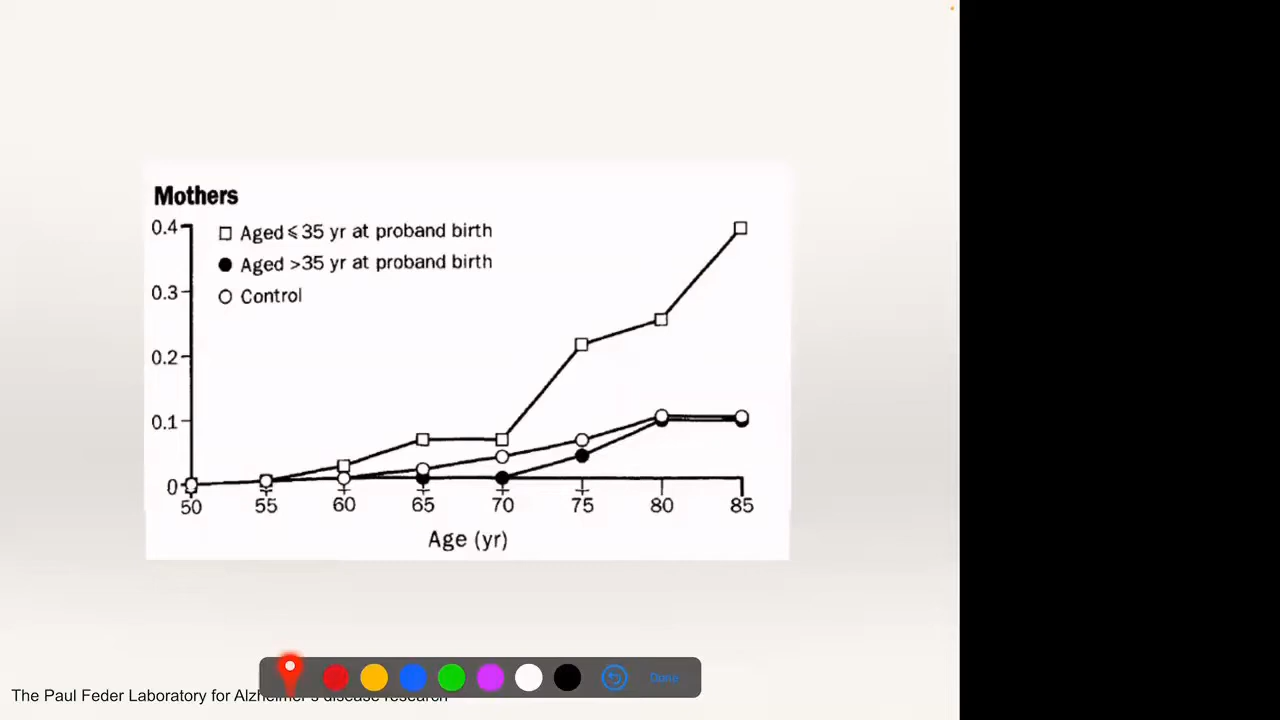 Mothers
0.4
Aged ≤ 35 yr at proband birth
Aged >35 yr at proband birth
0.3
Control
0.2
0.1
0
50 55 60 65 70 75 80 85
Age (yr)
Done
The Paul Feder Laboratory for Alzheimer's disease research